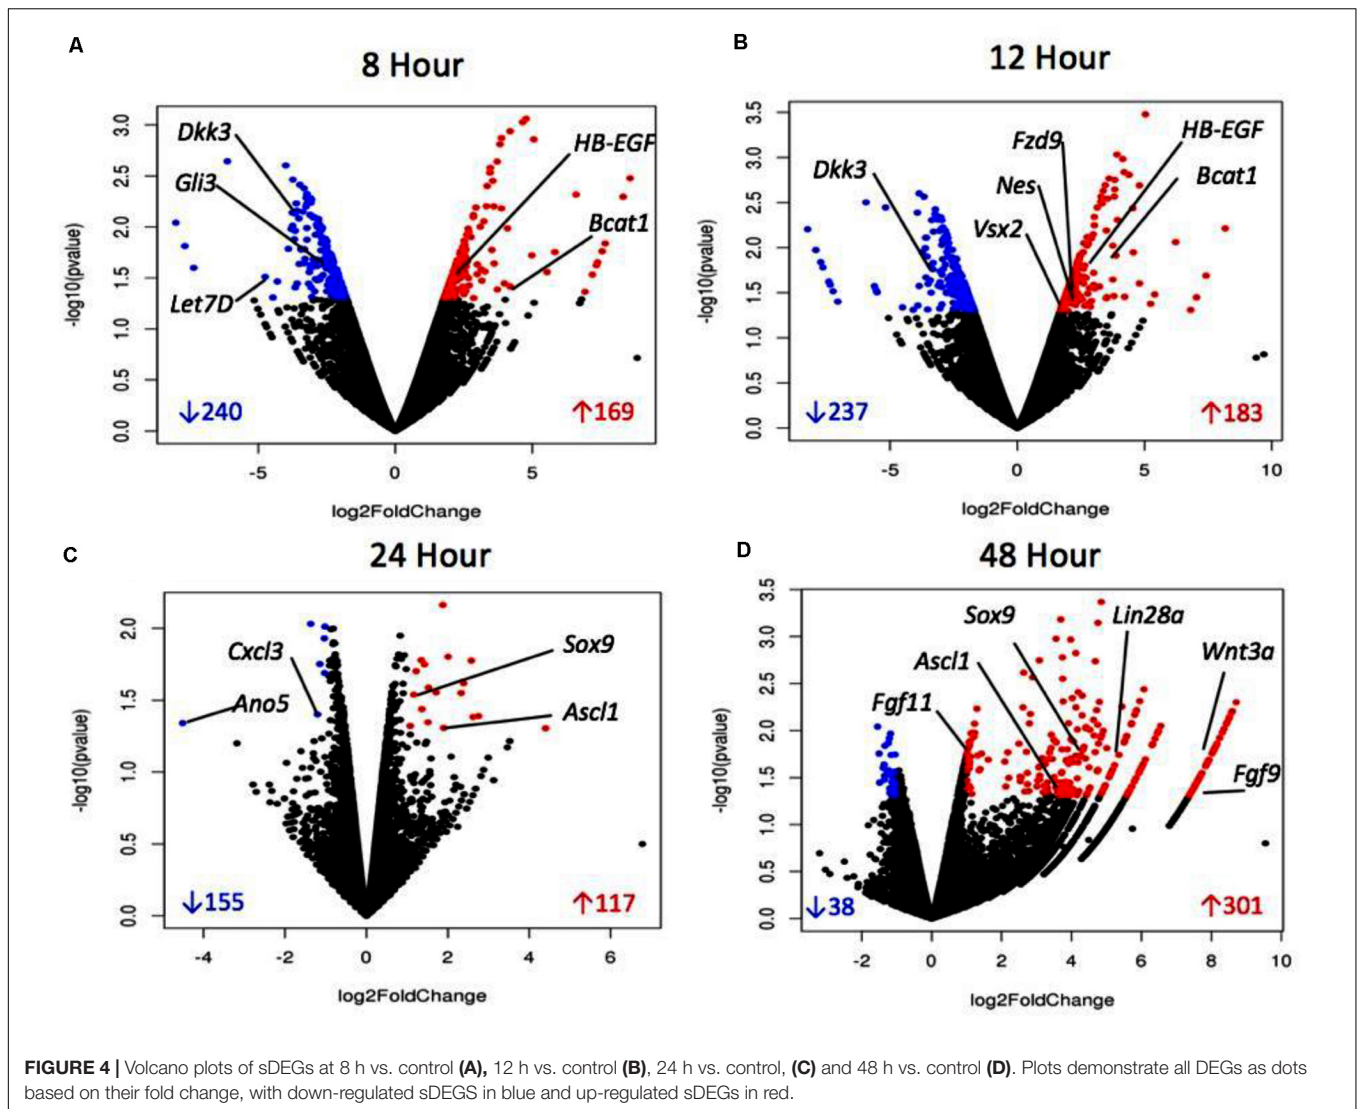 A
8 Hour
3.0
2.5
2.0
1.5
1.0
0.5
0.0
-log10(pvalue)
Dkk3
Gli3
Let7D
HB-EGF
Bcat1
↓240
↑169
-5
0
5
log2FoldChange
B
12 Hour
3.5
3.0
2.5
2.0
1.5
1.0
0.5
0.0
-log10(pvalue)
Dkk3
Fzd9
Nes
Vsx2
HB-EGF
Bcat1
↓237
↑183
-5
0
5
10
log2FoldChange
C
24 Hour
2.0
1.5
1.0
0.5
0.0
-log10(pvalue)
Cxcl3
Ano5
Sox9
Ascl1
↓155
↑117
-4
-2
0
2
4
6
log2FoldChange
D
48 Hour
3.5
3.0
2.5
2.0
1.5
1.0
0.5
0.0
-log10(pvalue)
Sox9
Ascl1
Fgf11
Lin28a
Wnt3a
Fgf9
↓38
↑301
-2
0
2
4
6
8
10
log2FoldChange
FIGURE 4 | Volcano plots of sDEGs at 8 h vs. control (A), 12 h vs. control (B), 24 h vs. control, (C) and 48 h vs. control (D). Plots demonstrate all DEGs as dots
based on their fold change, with down-regulated sDEGS in blue and up-regulated sDEGs in red.